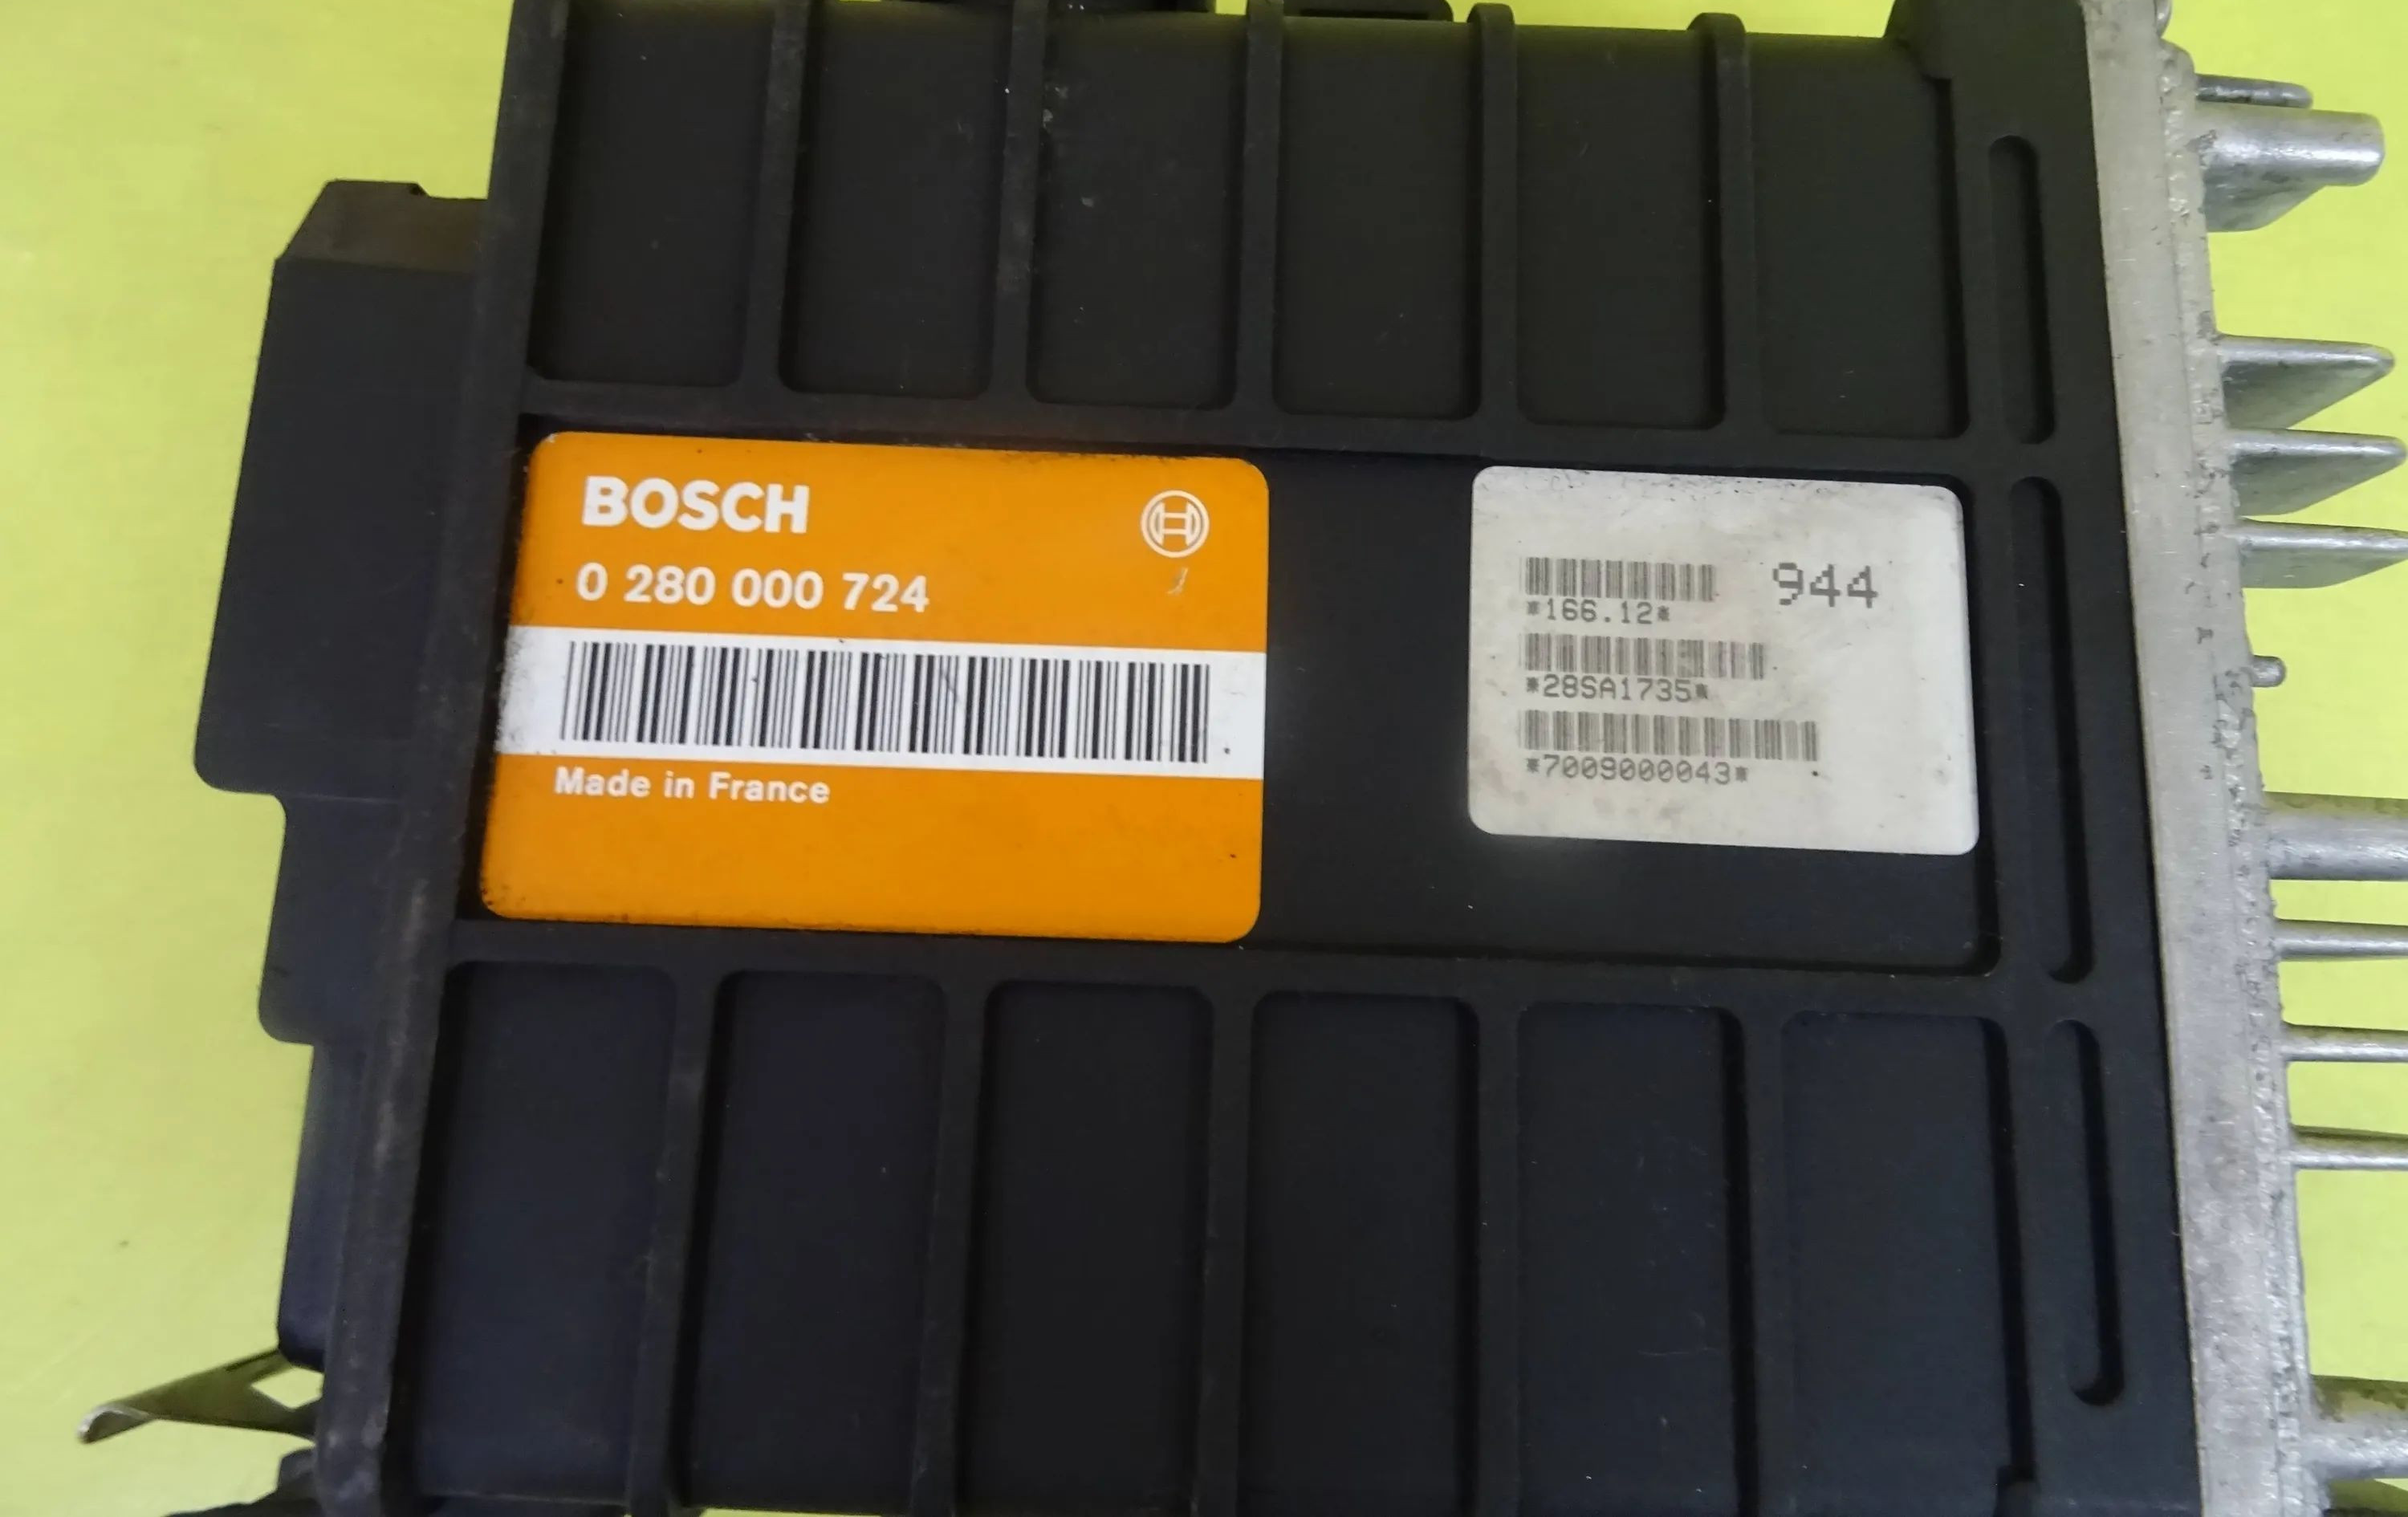 BOSCH
0 280 000 724
Made in France
944
*166.12*
*28SA1735*
*7009000043*